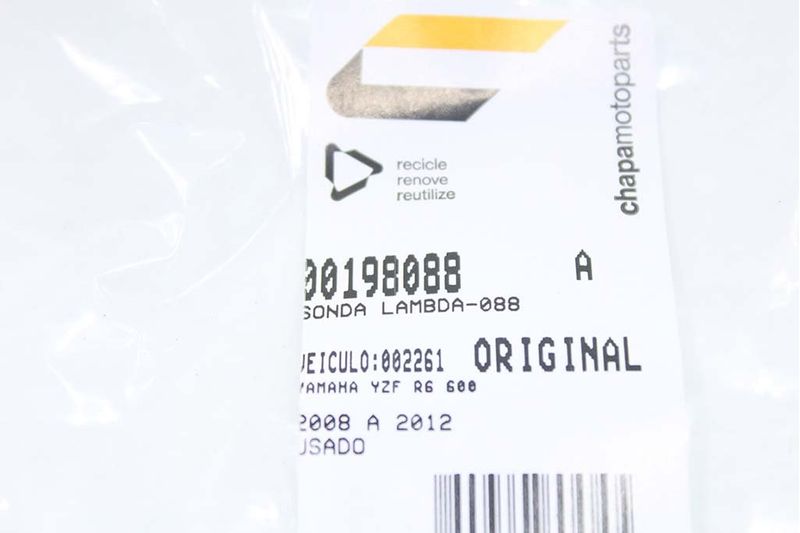 chapamotoparts
recicle
renove
reutilize
00198088 A
SONDA LAMBDA-088
VEICULO:002261 ORIGINAL
YAMAHA YZF R6 600
2008 A 2012
USADO